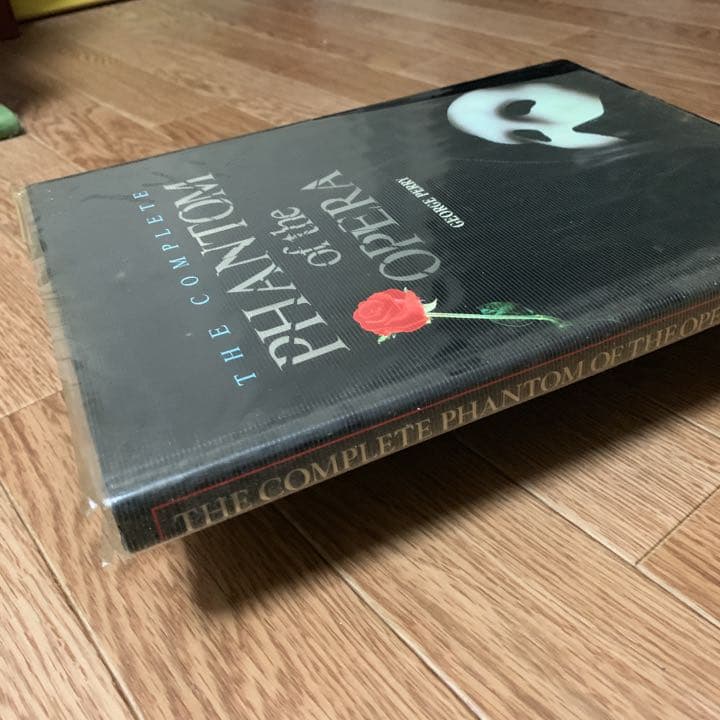 THE COMPLETE
PHANTOM
of the
OPERA
GEORGE PERRY
THE COMPLETE PHANTOM OF THE OPE